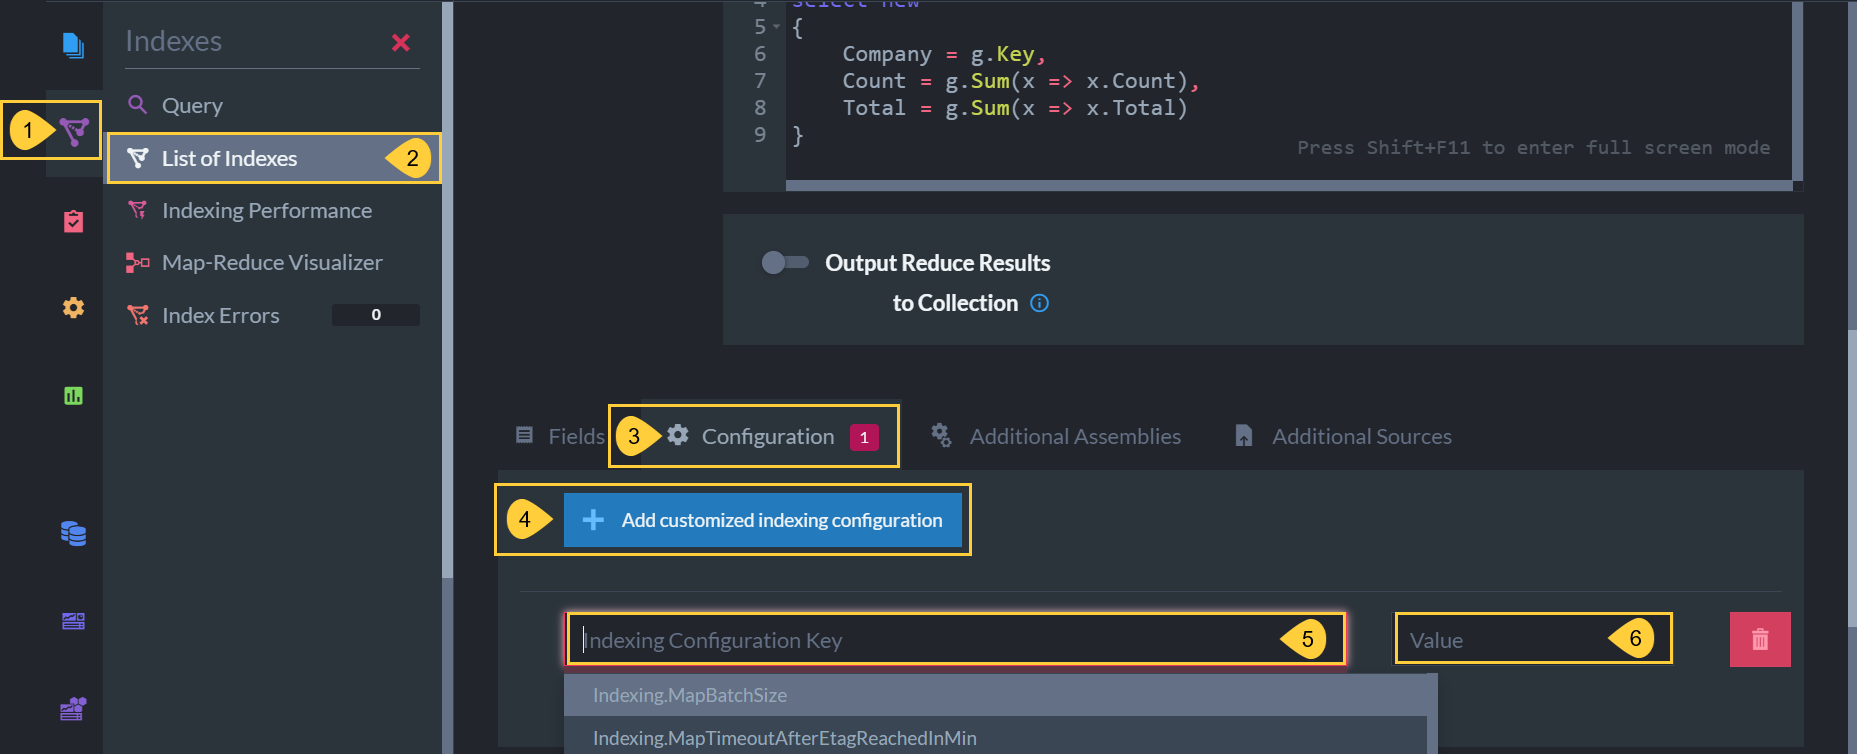 Indexes
1
Query
List of Indexes 2
Indexing Performance
Map-Reduce Visualizer
Index Errors 0
4 select new
5 {
6 Company = g.Key,
7 Count = g.Sum(x => x.Count),
8 Total = g.Sum(x => x.Total)
9 }
Press Shift+F11 to enter full screen mode
Output Reduce Results
to Collection
Fields 3 Configuration 1 Additional Assemblies Additional Sources
4 + Add customized indexing configuration
Indexing Configuration Key 5 Value 6
Indexing.MapBatchSize
Indexing.MapTimeoutAfterEtagReachedInMin